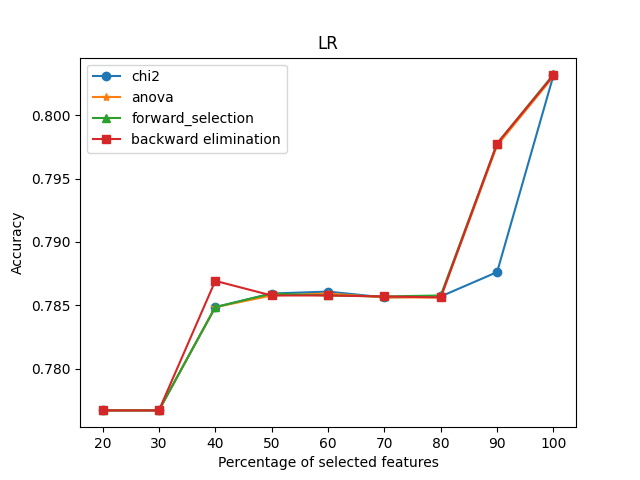 LR
chi2
anova
forward_selection
backward elimination
0.800
0.795
0.790
0.785
0.780
Accuracy
20 30 40 50 60 70 80 90 100
Percentage of selected features